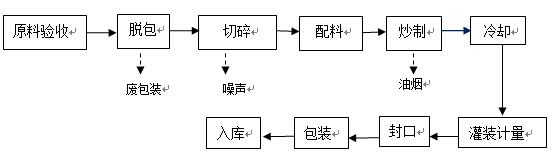 原料验收 脱包 切碎 配料 炒制 冷却
废包装 噪声 油烟
入库 包装 封口 灌装计量